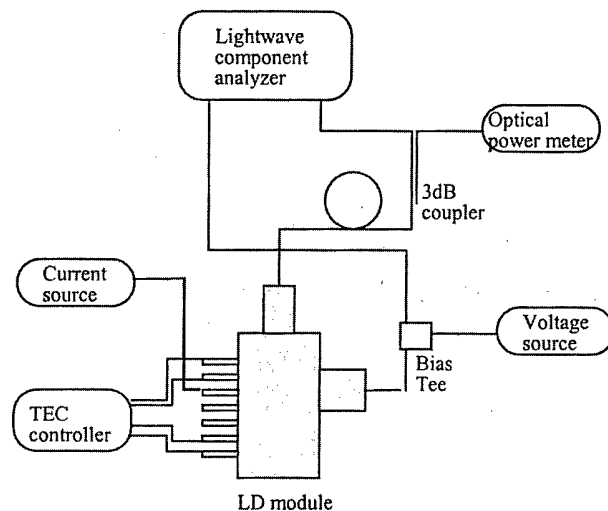 Lightwave
component
analyzer
Optical
power meter
3dB
coupler
Current
source
Voltage
source
Bias
Tee
TEC
controller
LD module